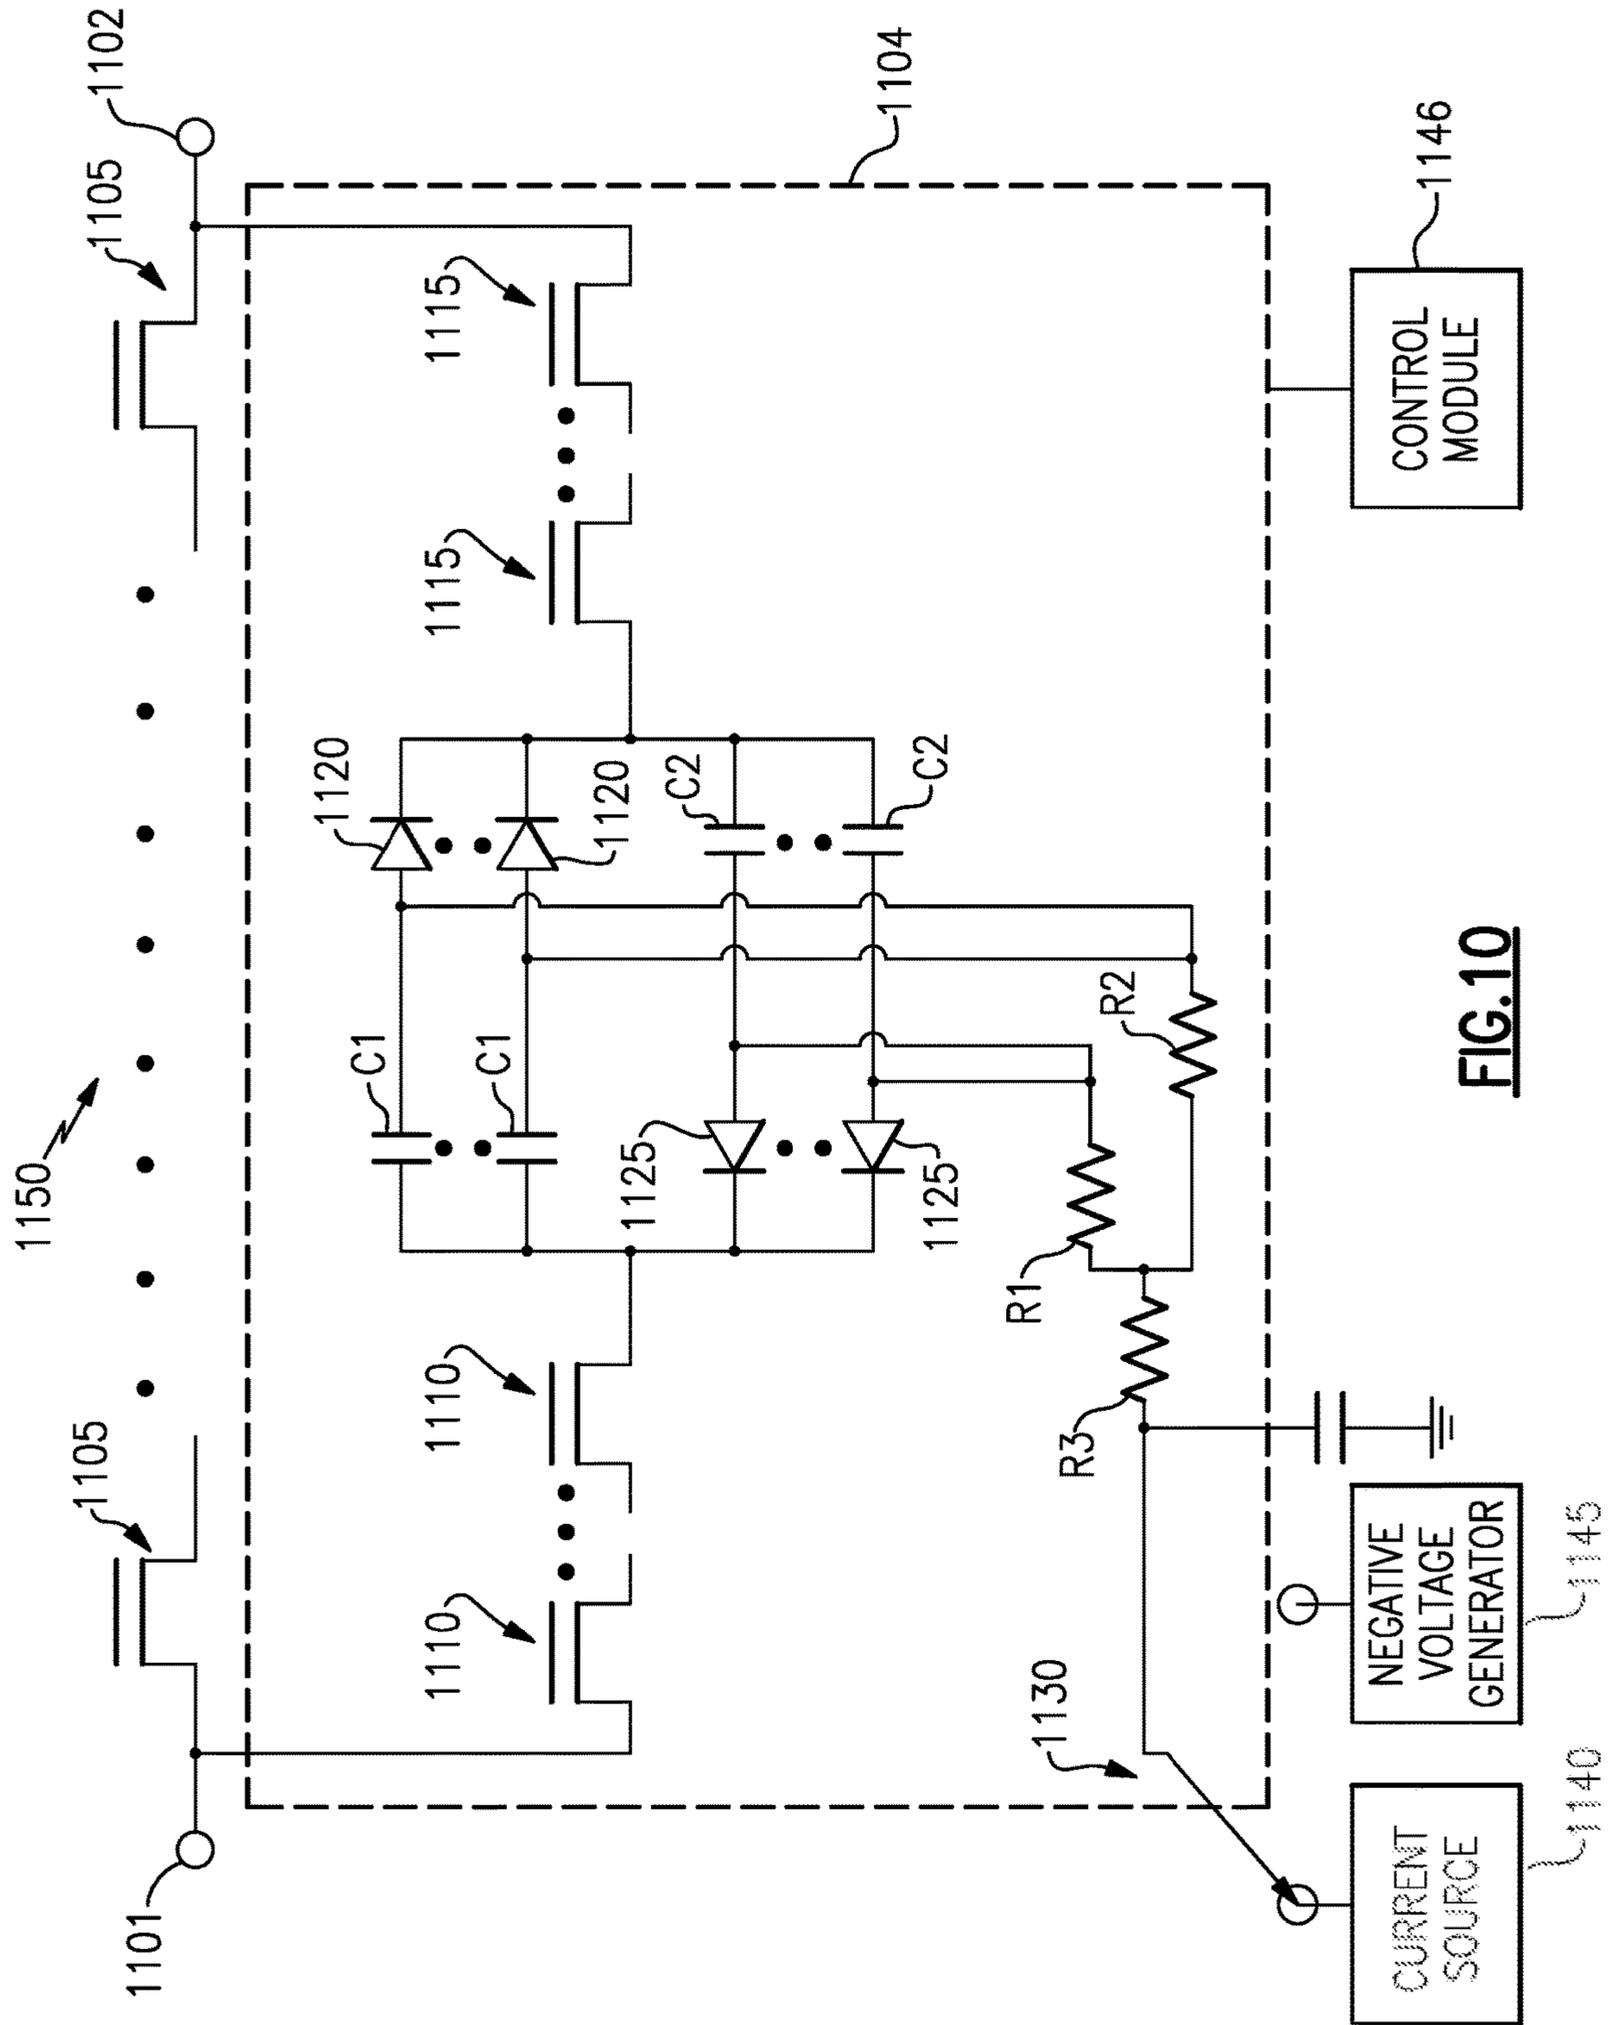 1150
1101
1105
1105
1102
1104
1110
1110
1115
1115
C1
C1
1120
1120
1125
1125
C2
C2
R1
R2
R3
1130
CURRENT
SOURCE
1140
NEGATIVE
VOLTAGE
GENERATOR
1145
CONTROL
MODULE
1146
FIG.10